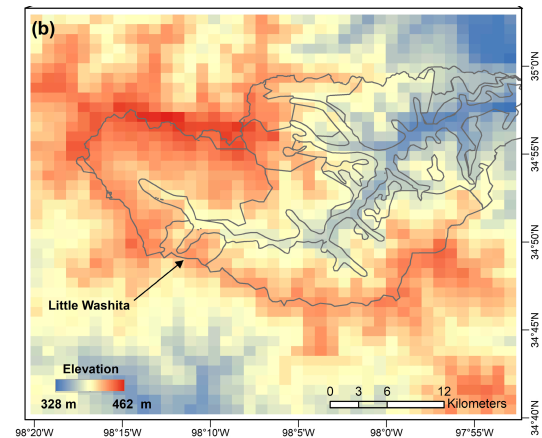 (b)
35°0'N
34°55'N
34°50'N
34°45'N
34°40'N
Little Washita
Elevation
328 m 462 m
0 3 6 12
Kilometers
98°20'W 98°15'W 98°10'W 98°5'W 98°0'W 97°55'W